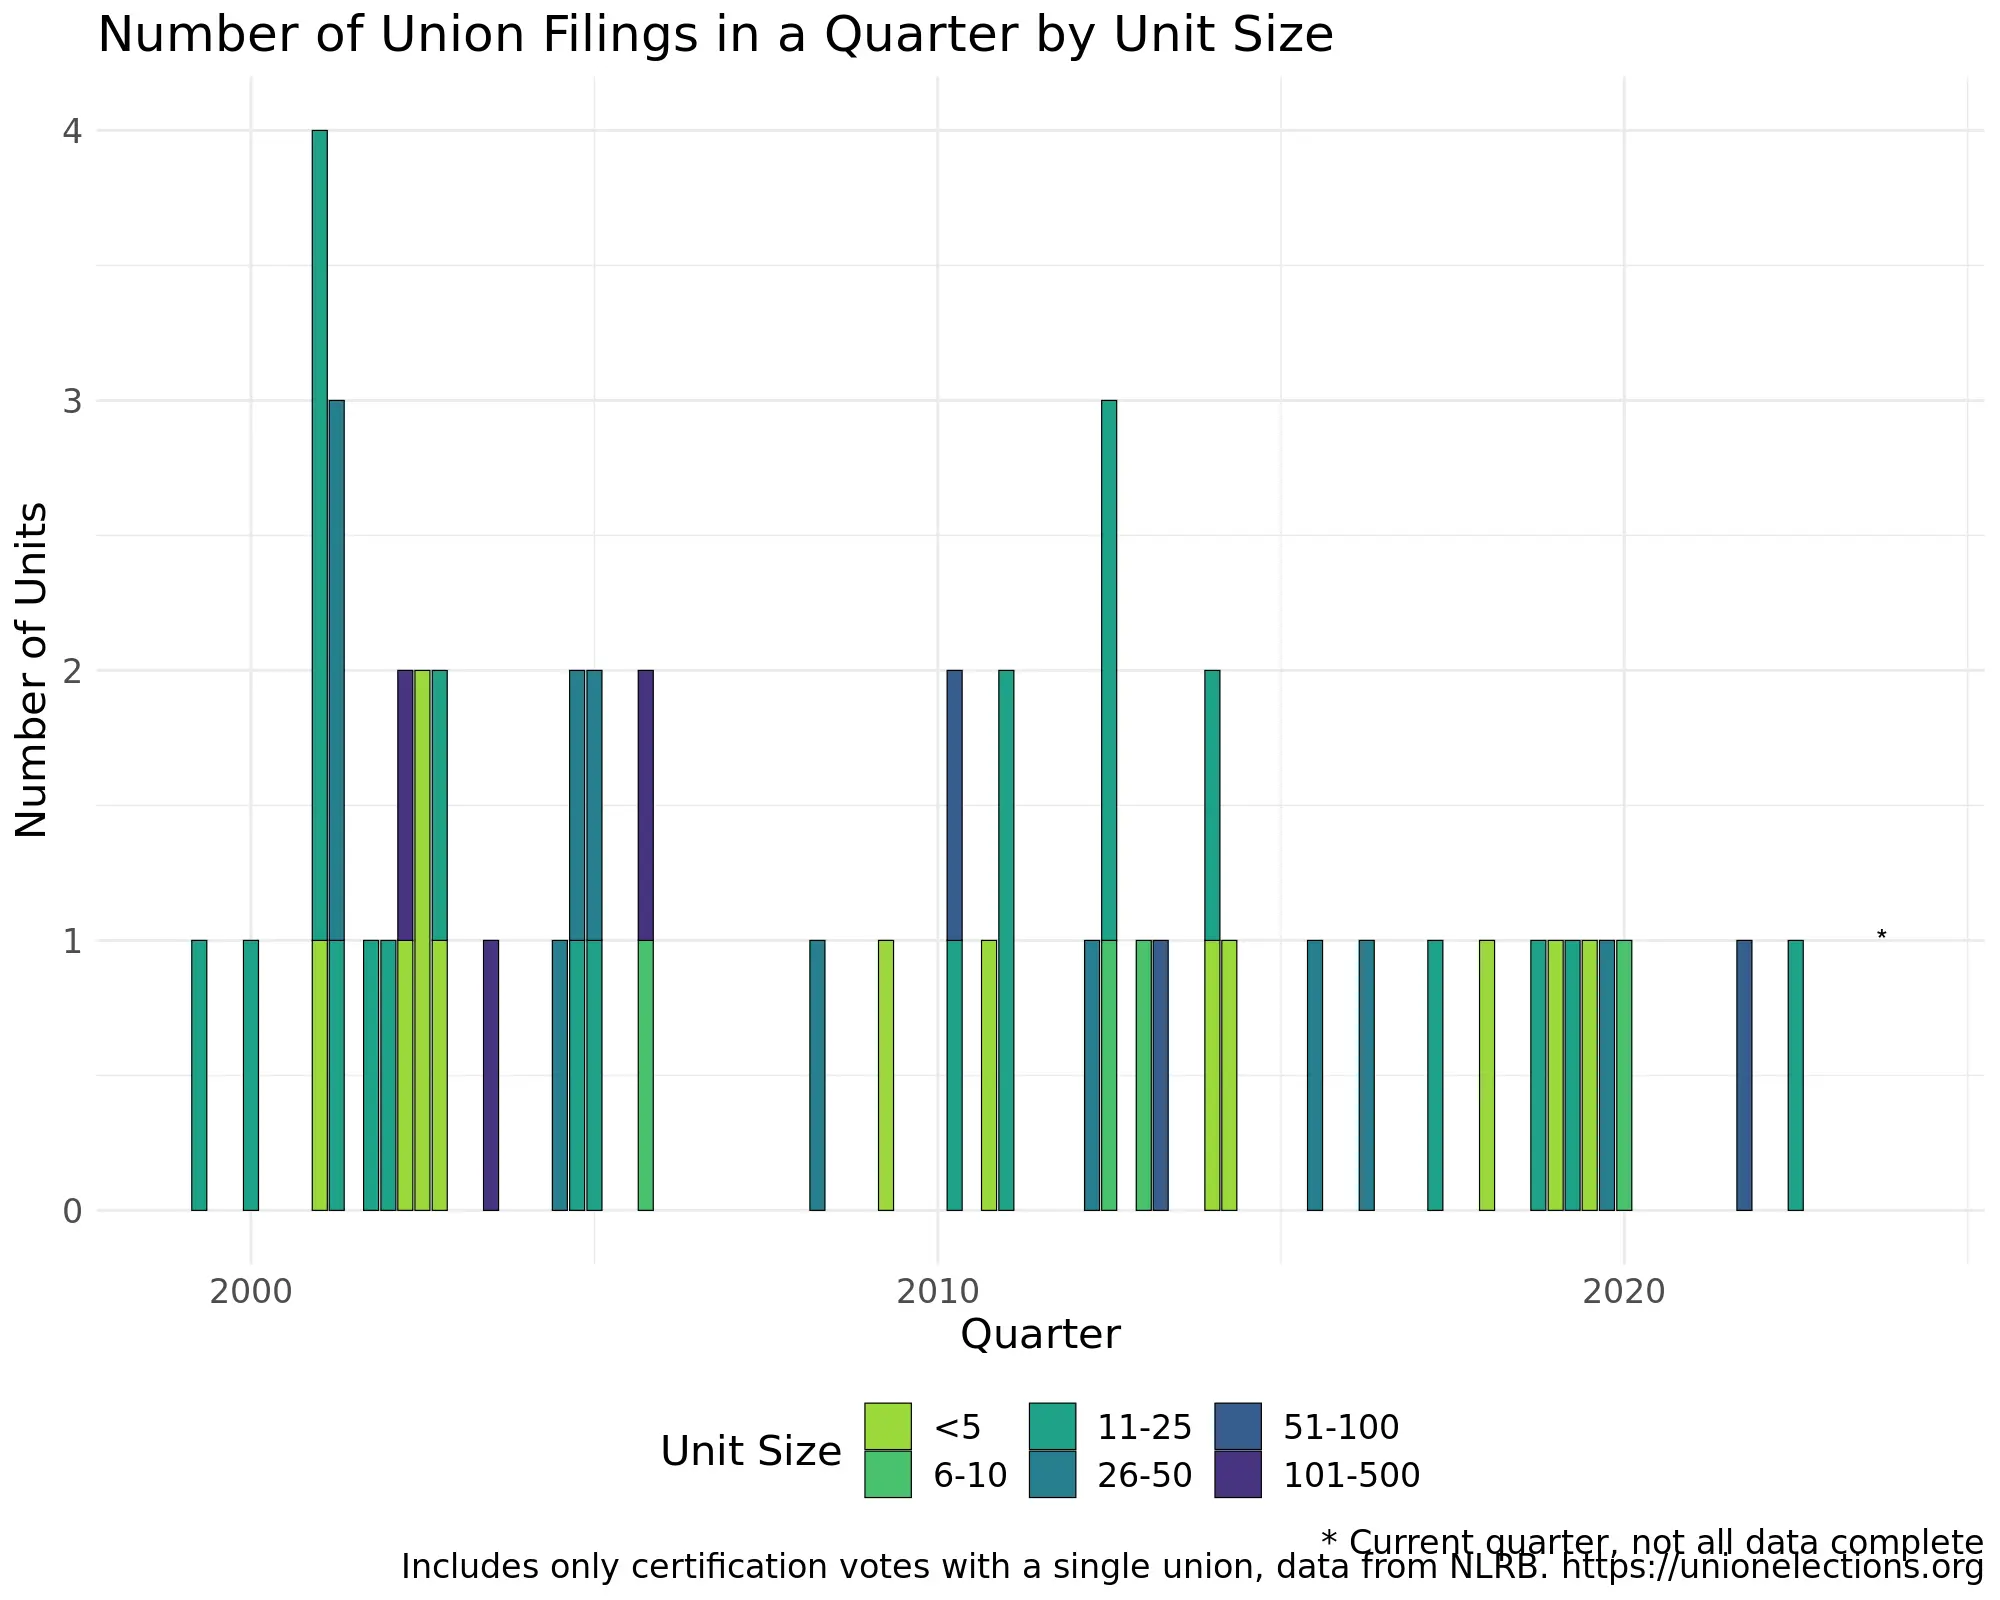 Number of Union Filings in a Quarter by Unit Size
Number of Units
4
3
2
1
0
*
2000 2010 2020
Quarter
Unit Size
<5 11-25 51-100
6-10 26-50 101-500
* Current quarter, not all data complete
Includes only certification votes with a single union, data from NLRB. https://unionelections.org